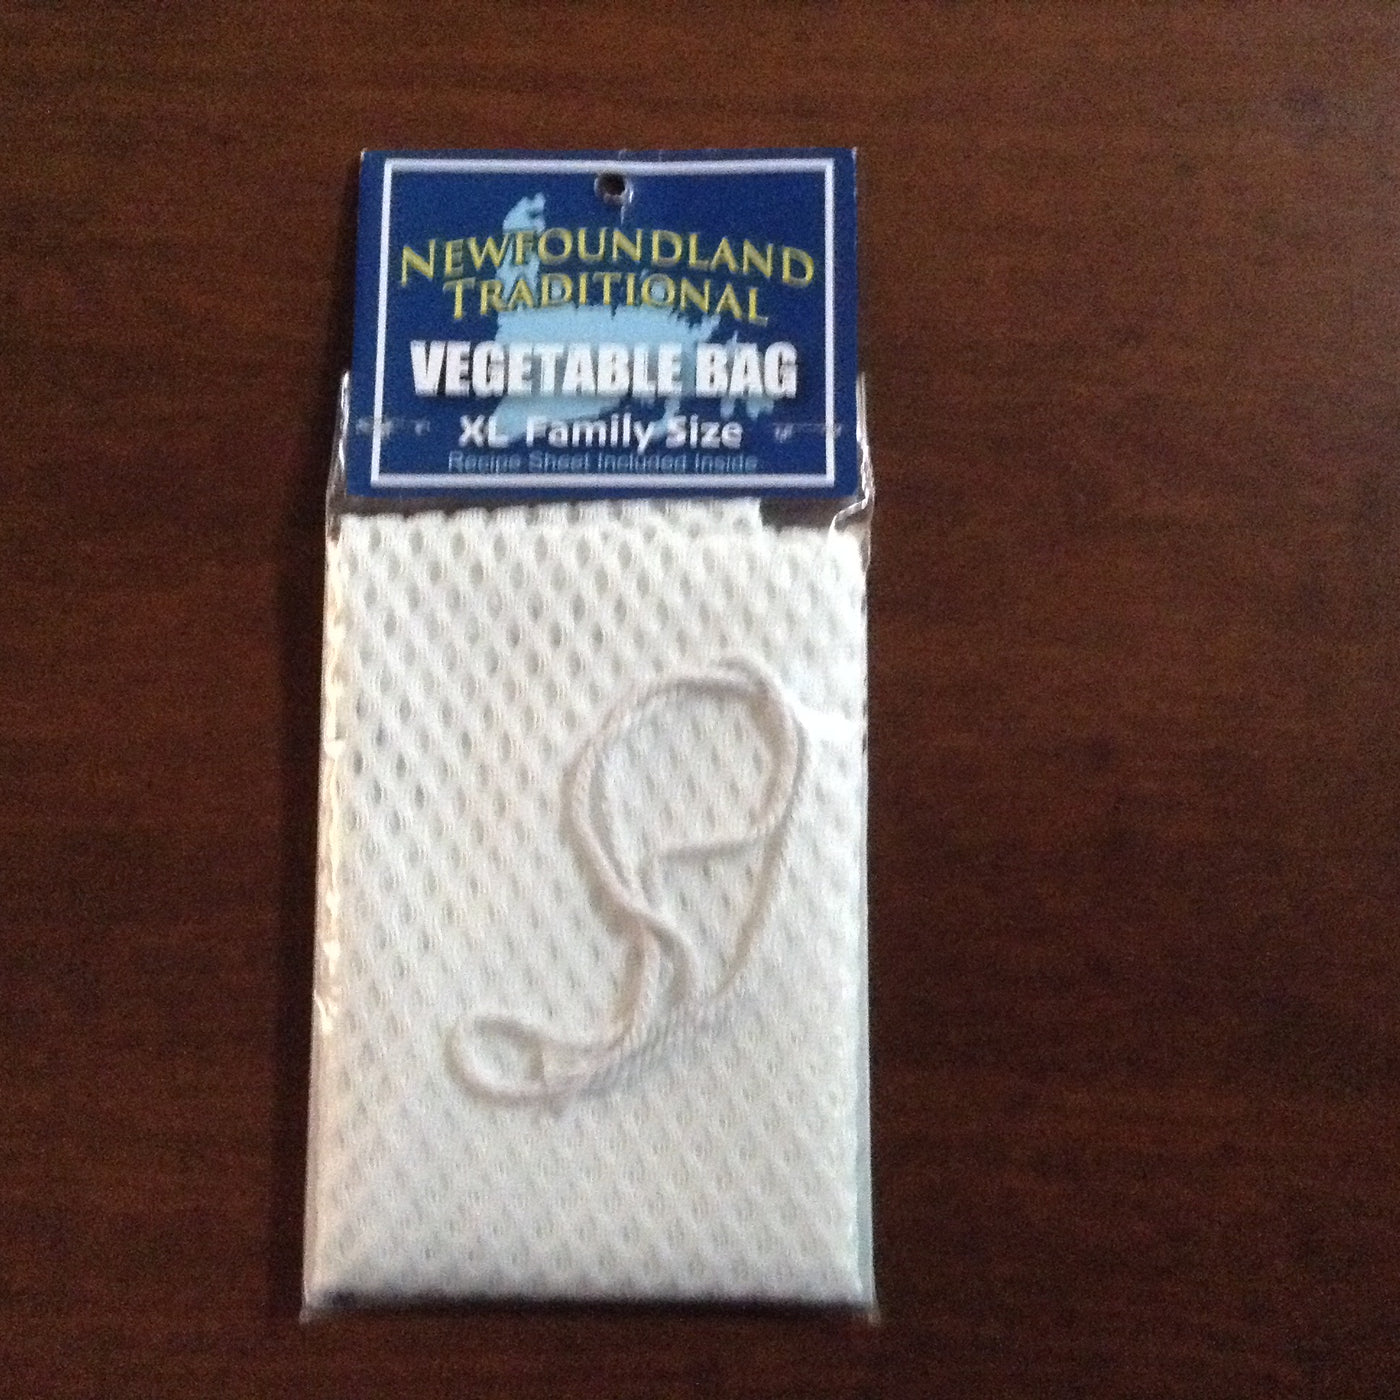 NEWFOUNDLAND
TRADITIONAL
VEGETABLE BAG
XL Family Size
Recipe Sheet Included Inside